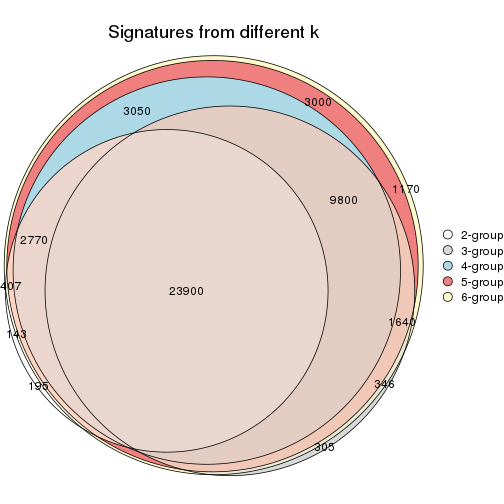 Signatures from different k
3050
3000
1170
9800
2770
2-group
3-group
4-group
5-group
6-group
407
23900
1640
143
195
346
305